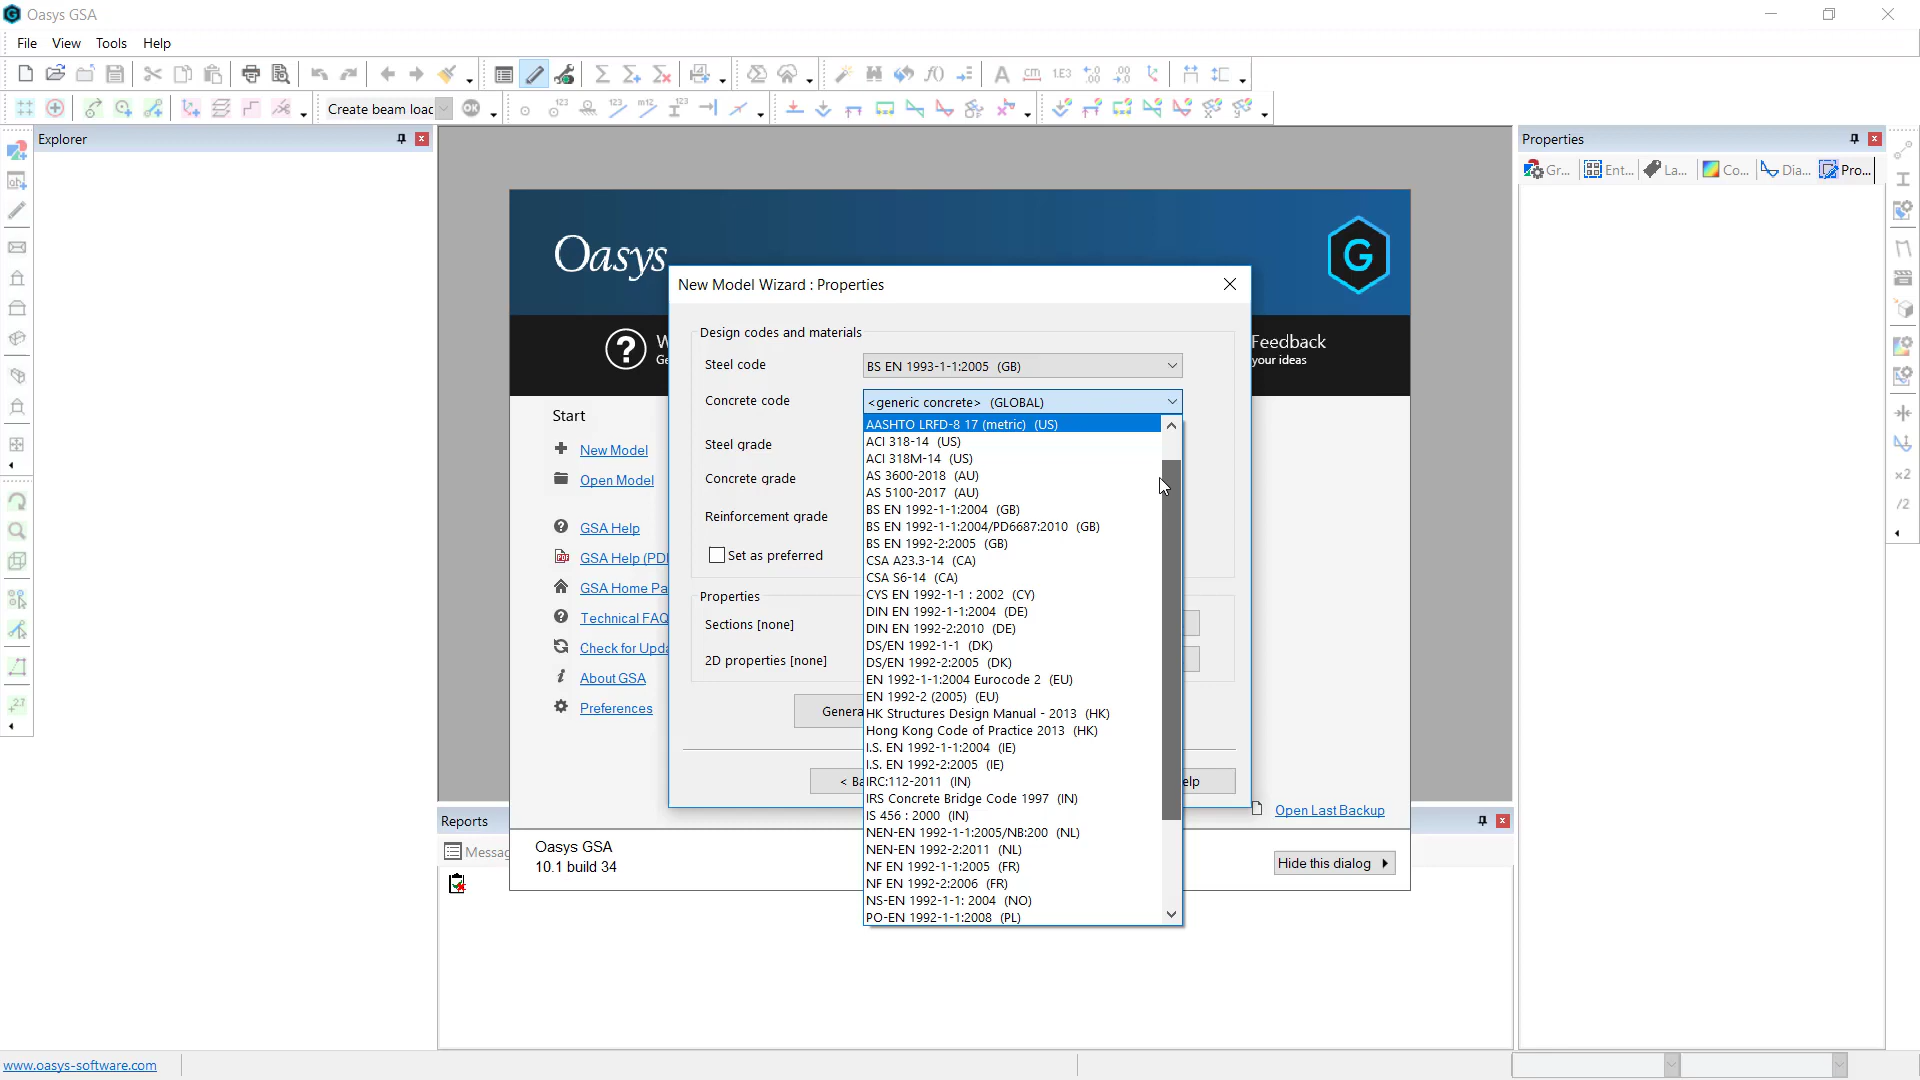 Oasys GSA
File View Tools Help
Create beam loac
OK
Explorer
Properties
Gr... Ent... La... Co... Dia... Pro...
Oasys
G
New Model Wizard : Properties
Feedback
your ideas
Design codes and materials
Steel code
BS EN 1993-1-1:2005 (GB)
Concrete code
<generic concrete> (GLOBAL)
Steel grade
Concrete grade
Reinforcement grade
Set as preferred
Properties
Sections [none]
2D properties [none]
Genera
< Ba
elp
AASHTO LRFD-8 17 (metric) (US)
ACI 318-14 (US)
ACI 318M-14 (US)
AS 3600-2018 (AU)
AS 5100-2017 (AU)
BS EN 1992-1-1:2004 (GB)
BS EN 1992-1-1:2004/PD6687:2010 (GB)
BS EN 1992-2:2005 (GB)
CSA A23.3-14 (CA)
CSA S6-14 (CA)
CYS EN 1992-1-1 : 2002 (CY)
DIN EN 1992-1-1:2004 (DE)
DIN EN 1992-2:2010 (DE)
DS/EN 1992-1-1 (DK)
DS/EN 1992-2:2005 (DK)
EN 1992-1-1:2004 Eurocode 2 (EU)
EN 1992-2 (2005) (EU)
HK Structures Design Manual - 2013 (HK)
Hong Kong Code of Practice 2013 (HK)
I.S. EN 1992-1-1:2004 (IE)
I.S. EN 1992-2:2005 (IE)
IRC:112-2011 (IN)
IRS Concrete Bridge Code 1997 (IN)
IS 456 : 2000 (IN)
NEN-EN 1992-1-1:2005/NB:200 (NL)
NEN-EN 1992-2:2011 (NL)
NF EN 1992-1-1:2005 (FR)
NF EN 1992-2:2006 (FR)
NS-EN 1992-1-1: 2004 (NO)
PO-EN 1992-1-1:2008 (PL)
Start
New Model
Open Model
GSA Help
GSA Help (PD
GSA Home Pa
Technical FAQ
Check for Upda
About GSA
Preferences
Open Last Backup
Oasys GSA
10.1 build 34
Hide this dialog
Reports
Messag
x2
/2
www.oasys-software.com